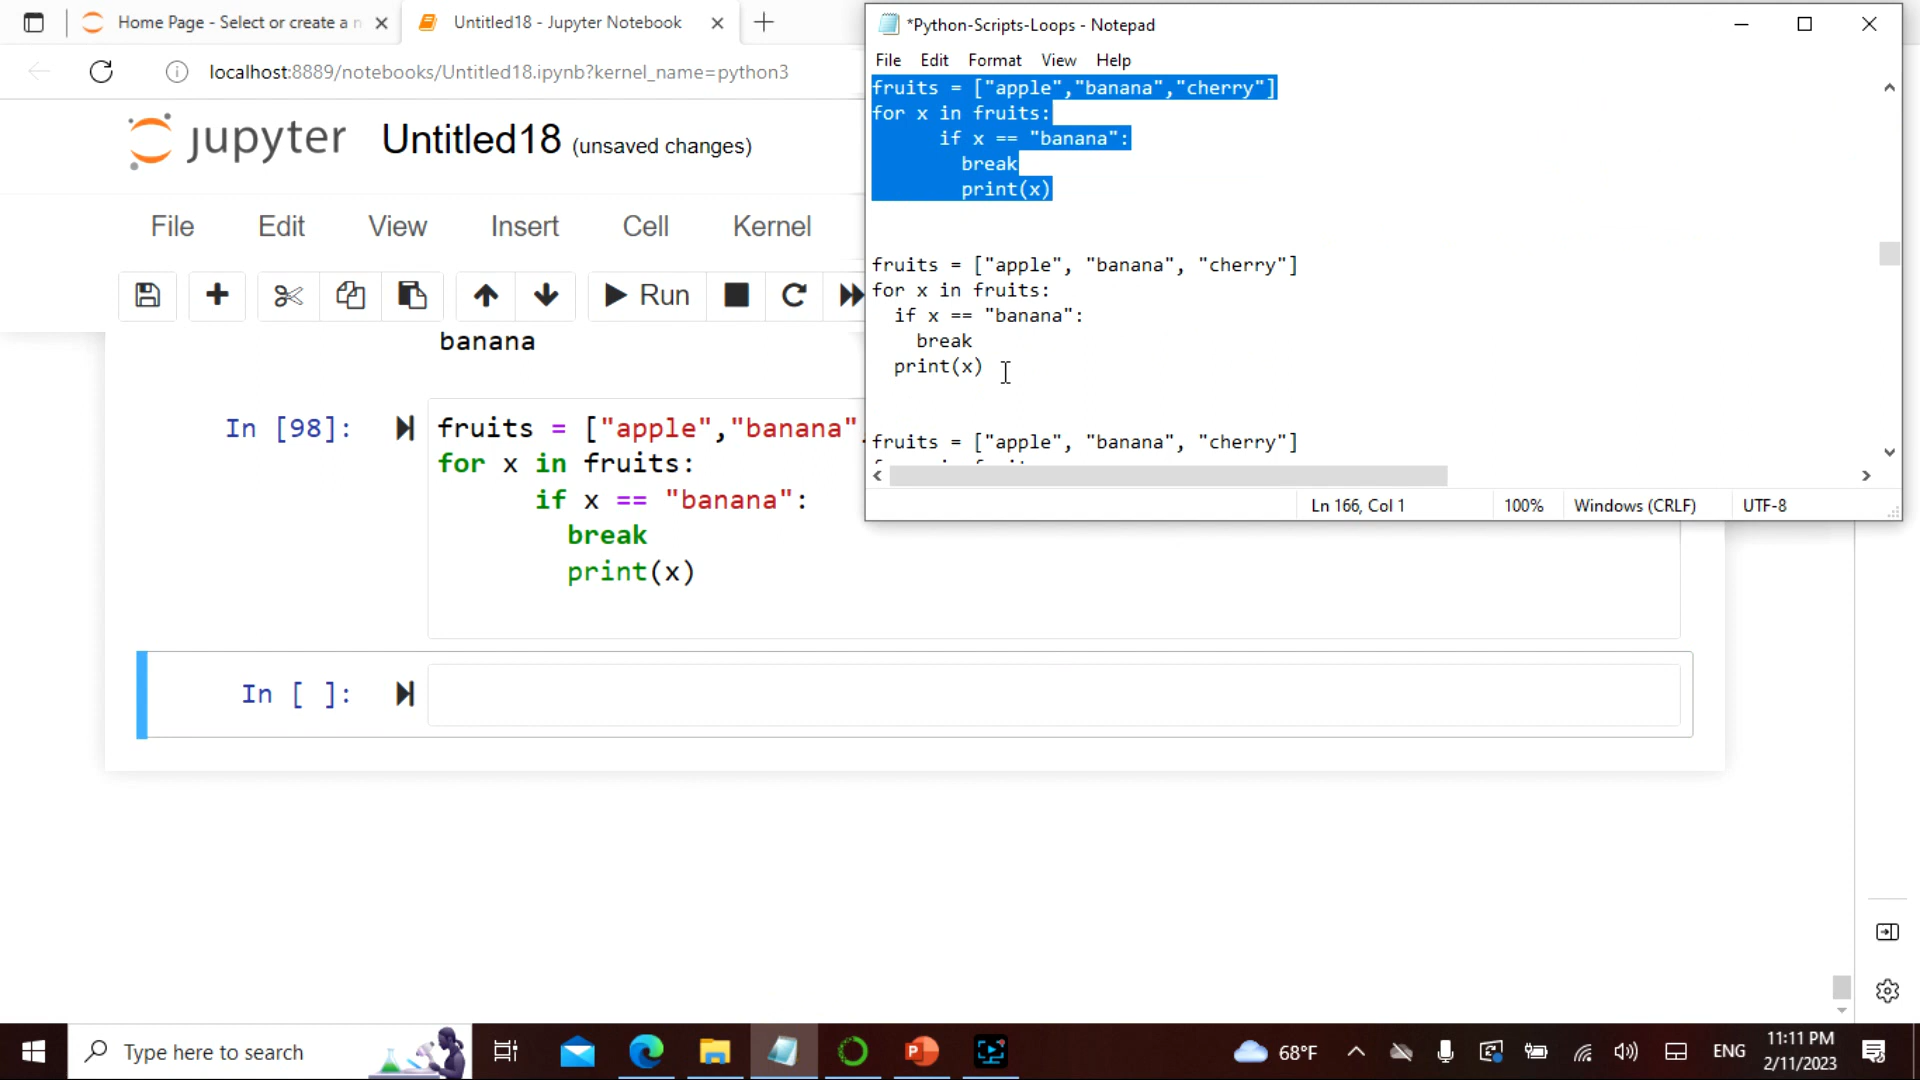 Home Page - Select or create a n
Untitled18 - Jupyter Notebook
localhost:8889/notebooks/Untitled18.ipynb?kernel_name=python3
jupyter Untitled18 (unsaved changes)
File Edit View Insert Cell Kernel
Run
banana
In [98]:
fruits = ["apple","banana"
for x in fruits:
if x == "banana":
break
print(x)
In [ ]:
*Python-Scripts-Loops - Notepad
File Edit Format View Help
fruits = ["apple","banana","cherry"]
for x in fruits:
if x == "banana":
break
print(x)
fruits = ["apple", "banana", "cherry"]
for x in fruits:
if x == "banana":
break
print(x)
fruits = ["apple", "banana", "cherry"]
Ln 166, Col 1 100% Windows (CRLF) UTF-8
Type here to search
68°F
ENG
11:11 PM
2/11/2023